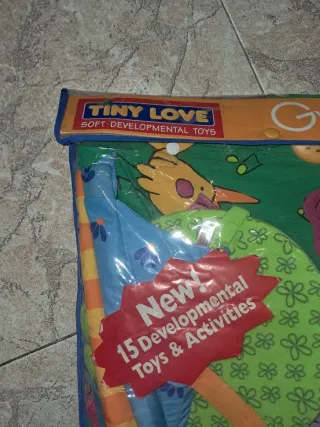 TINY LOVE
SOFT DEVELOPMENTAL TOYS
New!
15 Developmental
Toys & Activities